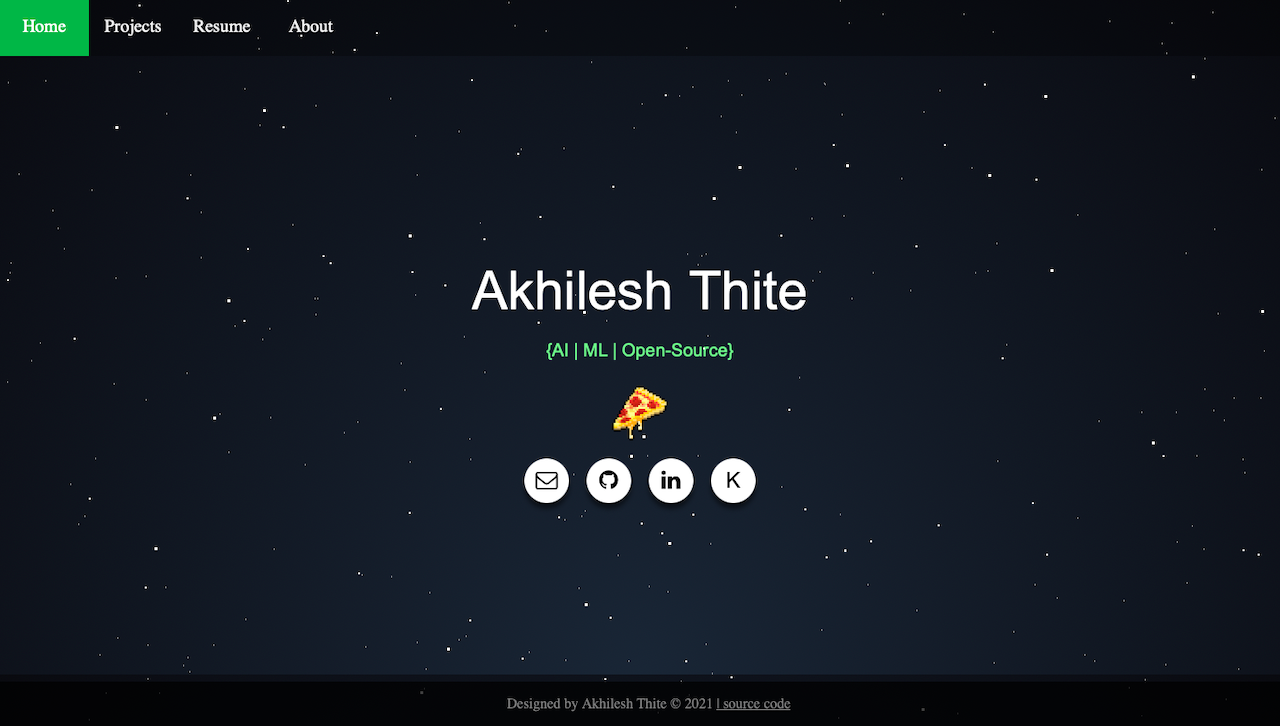 Home Projects Resume About
Akhilesh Thite
{AI | ML | Open-Source}
in K
Designed by Akhilesh Thite © 2021 | source code